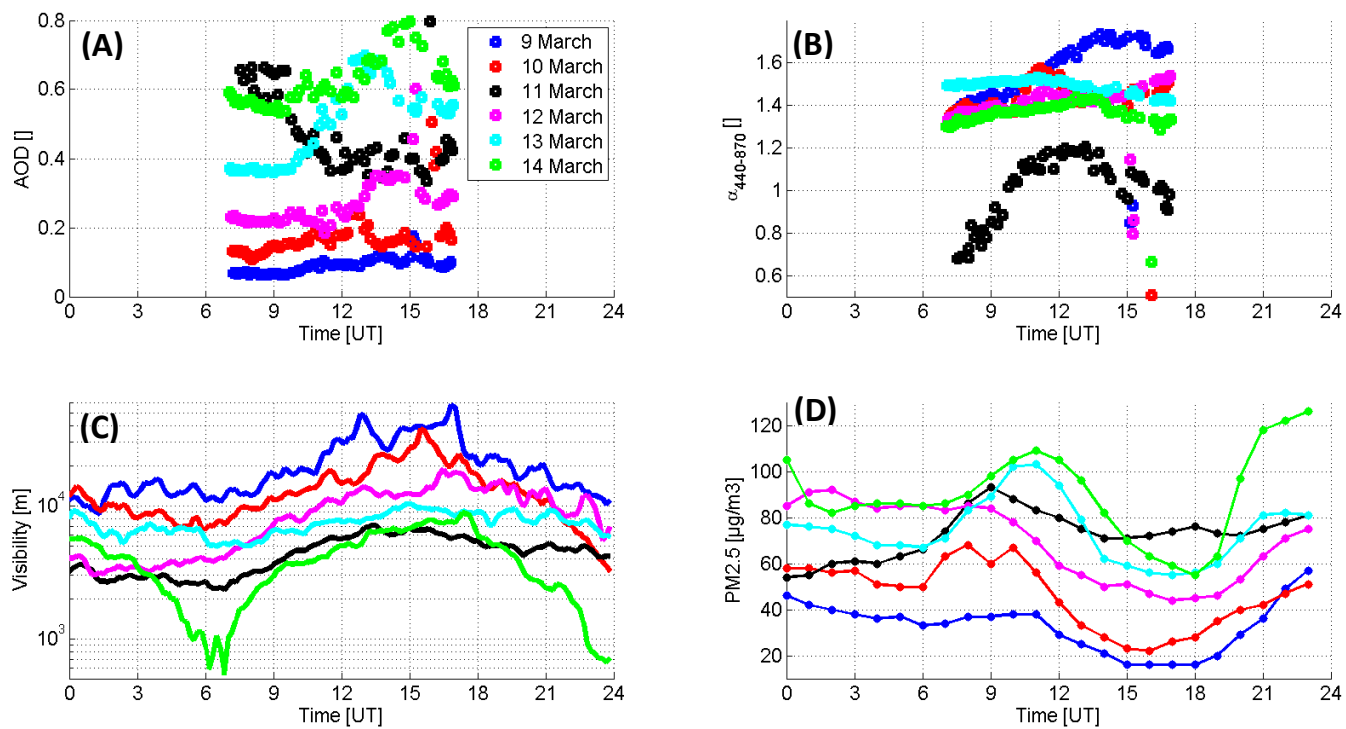 (A)
AOD []
0.8
0.6
0.4
0.2
0
0 3 6 9 12 15 18 21 24
Time [UT]
9 March
10 March
11 March
12 March
13 March
14 March
(B)
α440-870 []
1.6
1.4
1.2
1
0.8
0.6
0 3 6 9 12 15 18 21 24
Time [UT]
(C)
Visibility [m]
10^4
10^3
0 3 6 9 12 15 18 21 24
Time [UT]
(D)
PM2.5 [µg/m3]
120
100
80
60
40
20
0 3 6 9 12 15 18 21 24
Time [UT]